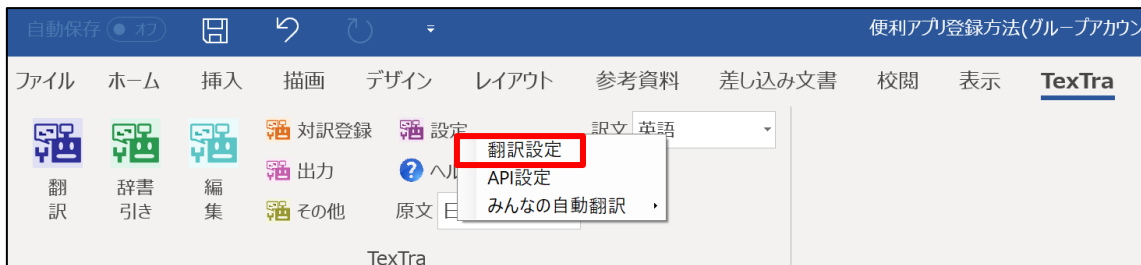 自動保存 オフ
便利アプリ登録方法(グループアカウン
ファイル ホーム 挿入 描画 デザイン レイアウト 参考資料 差し込み文書 校閲 表示 TexTra
翻訳
辞書引き
編集
対訳登録
出力
その他
設定
ヘル
原文 日
訳文 英語
翻訳設定
API設定
みんなの自動翻訳
TexTra